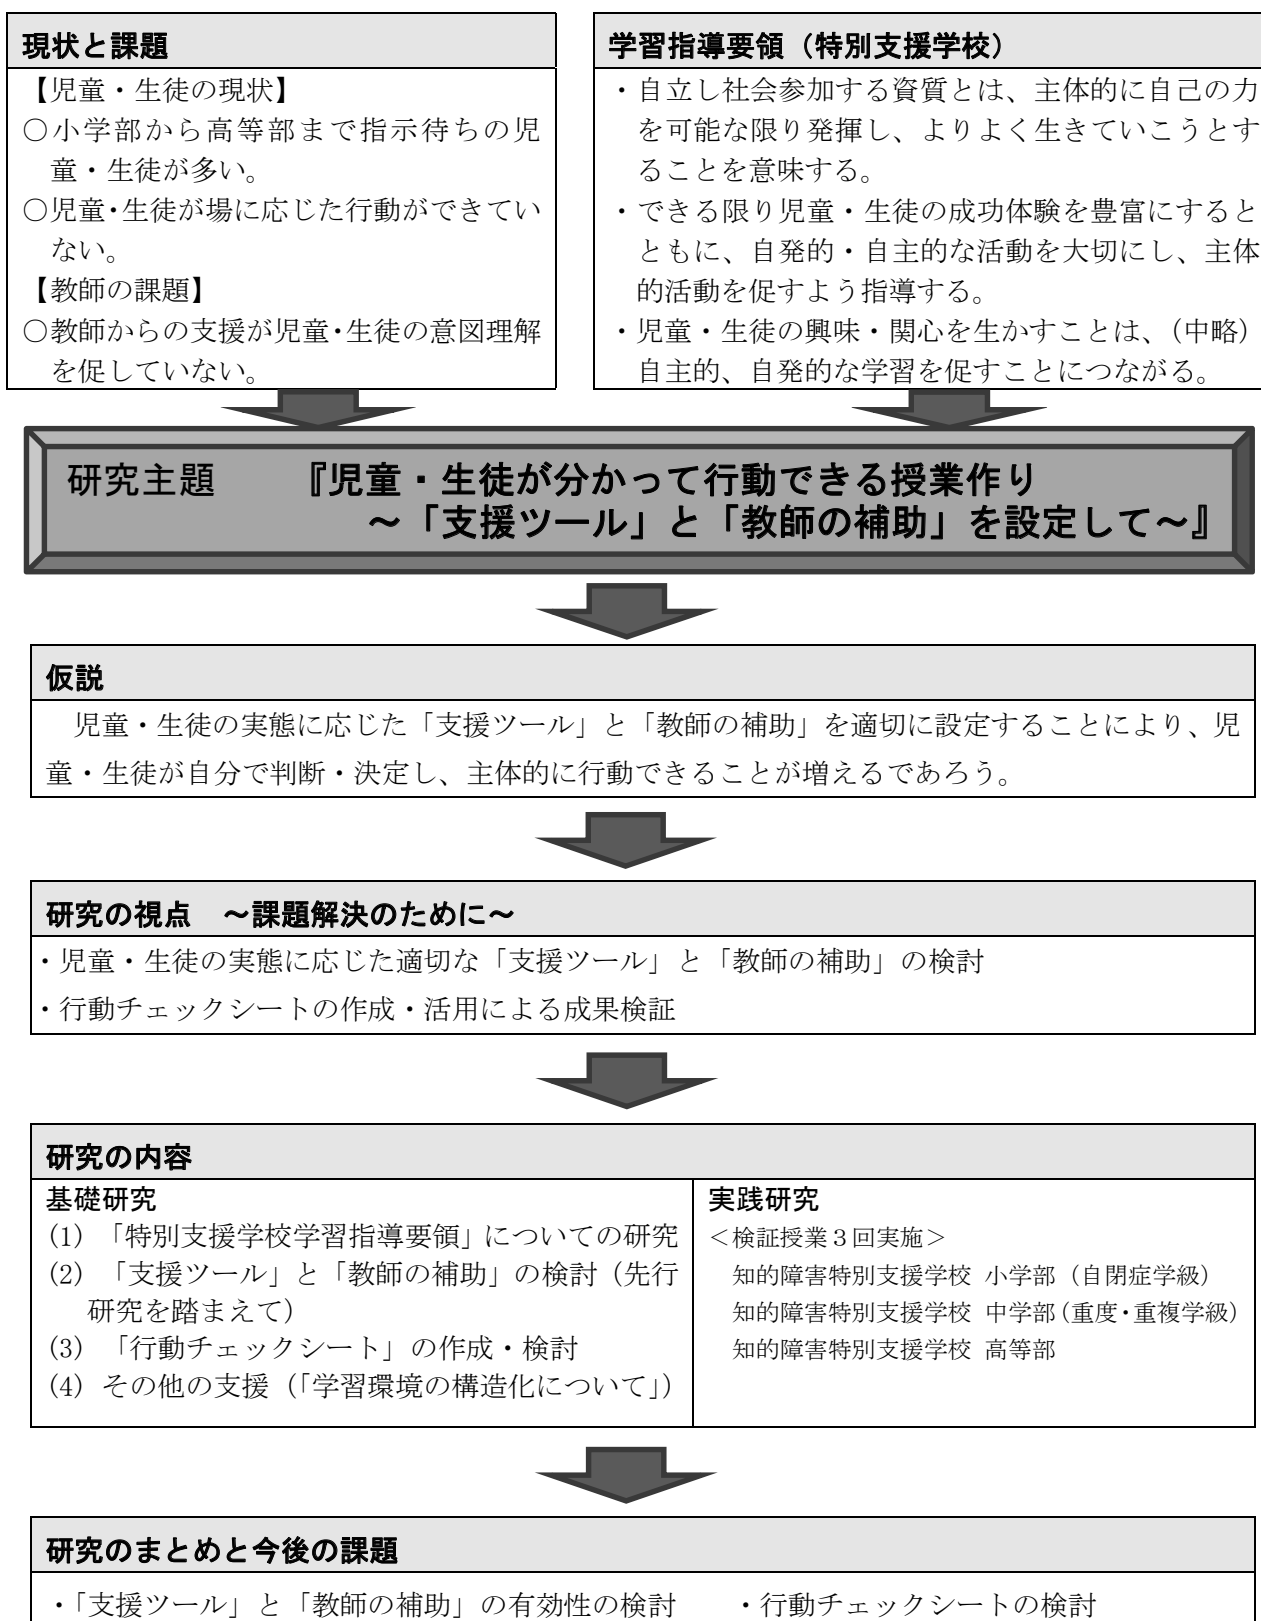 現状と課題
【児童・生徒の現状】
○小学部から高等部まで指示待ちの児
童・生徒が多い。
○児童・生徒が場に応じた行動ができてい
ない。
【教師の課題】
○教師からの支援が児童・生徒の意図理解
を促していない。
学習指導要領（特別支援学校）
・自立し社会参加する資質とは、主体的に自己の力
を可能な限り発揮し、よりよく生きていこうとす
ることを意味する。
・できる限り児童・生徒の成功体験を豊富にすると
ともに、自発的・自主的な活動を大切にし、主体
的活動を促すよう指導する。
・児童・生徒の興味・関心を生かすことは、（中略）
自主的、自発的な学習を促すことにつながる。
研究主題　『児童・生徒が分かって行動できる授業作り
～「支援ツール」と「教師の補助」を設定して～』
仮説
児童・生徒の実態に応じた「支援ツール」と「教師の補助」を適切に設定することにより、児
童・生徒が自分で判断・決定し、主体的に行動できることが増えるであろう。
研究の視点　～課題解決のために～
・児童・生徒の実態に応じた適切な「支援ツール」と「教師の補助」の検討
・行動チェックシートの作成・活用による成果検証
研究の内容
基礎研究
(1) 「特別支援学校学習指導要領」についての研究
(2) 「支援ツール」と「教師の補助」の検討（先行
研究を踏まえて）
(3) 「行動チェックシート」の作成・検討
(4) その他の支援（「学習環境の構造化について」）
実践研究
＜検証授業３回実施＞
知的障害特別支援学校 小学部（自閉症学級）
知的障害特別支援学校 中学部（重度・重複学級）
知的障害特別支援学校 高等部
研究のまとめと今後の課題
・「支援ツール」と「教師の補助」の有効性の検討　・行動チェックシートの検討